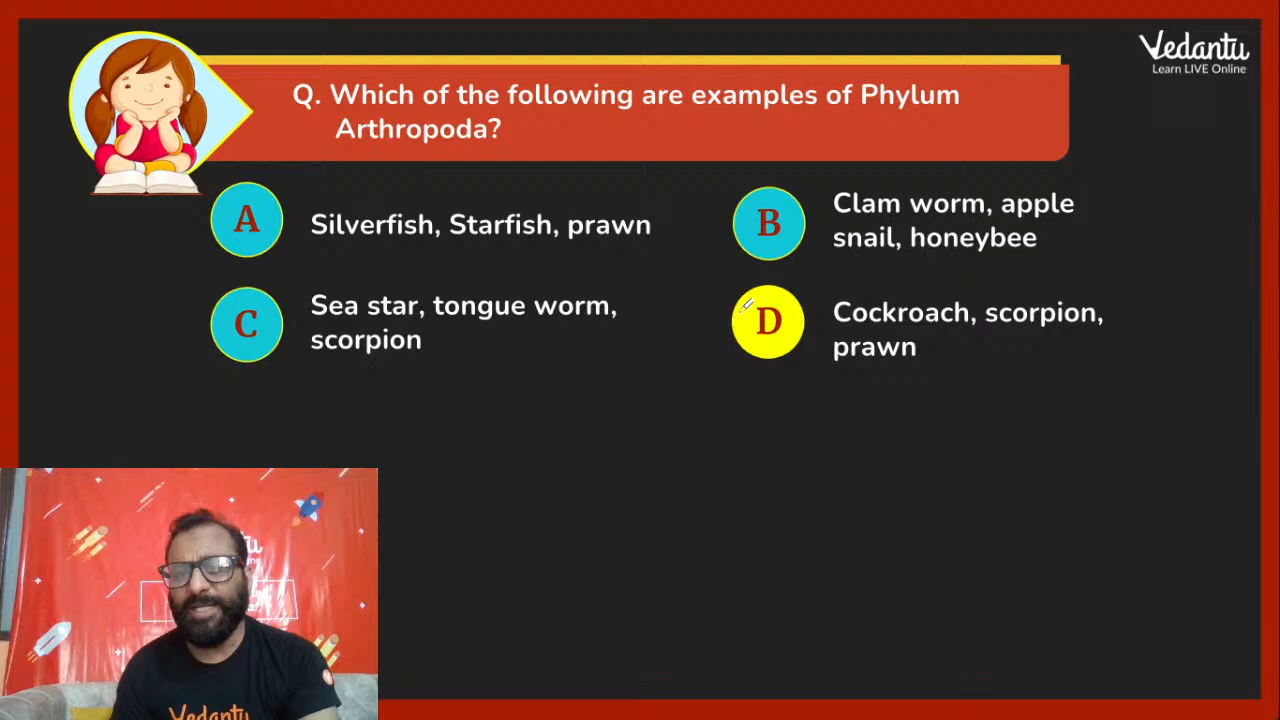 Vedantu
Learn LIVE Online
Q. Which of the following are examples of Phylum
Arthropoda?
A
Silverfish, Starfish, prawn
B
Clam worm, apple
snail, honeybee
C
Sea star, tongue worm,
scorpion
D
Cockroach, scorpion,
prawn
Vedantu